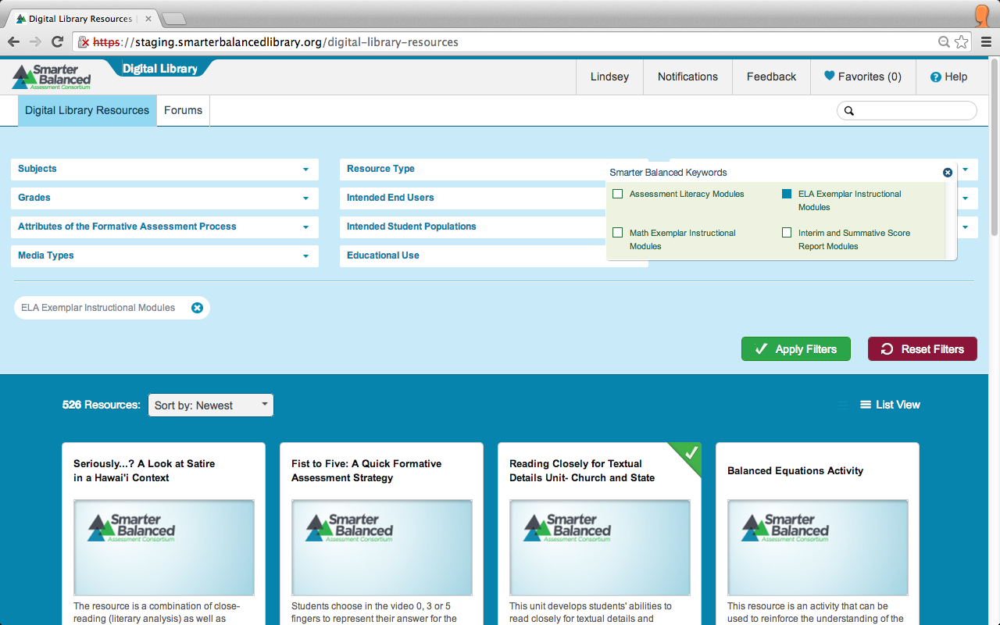 Digital Library Resources
https://staging.smarterbalancedlibrary.org/digital-library-resources
Smarter
Balanced
Assessment Consortium
Digital Library
Lindsey
Notifications
Feedback
Favorites (0)
Help
Digital Library Resources
Forums
Subjects
Resource Type
Smarter Balanced Keywords
Grades
Intended End Users
Assessment Literacy Modules
ELA Exemplar Instructional
Modules
Attributes of the Formative Assessment Process
Intended Student Populations
Math Exemplar Instructional
Modules
Interim and Summative Score
Report Modules
Media Types
Educational Use
ELA Exemplar Instructional Modules
Apply Filters
Reset Filters
526 Resources:
Sort by: Newest
List View
Seriously...? A Look at Satire
in a Hawai'i Context
Smarter
Balanced
Assessment Consortium
The resource is a combination of close-
reading (literary analysis) as well as
Fist to Five: A Quick Formative
Assessment Strategy
Smarter
Balanced
Assessment Consortium
Students choose in the video 0, 3 or 5
fingers to represent their answer for the
Reading Closely for Textual
Details Unit- Church and State
Smarter
Balanced
Assessment Consortium
This unit develops students' abilities to
read closely for textual details and
Balanced Equations Activity
Smarter
Balanced
Assessment Consortium
This resource is an activity that can be
used to reinforce the understanding of the